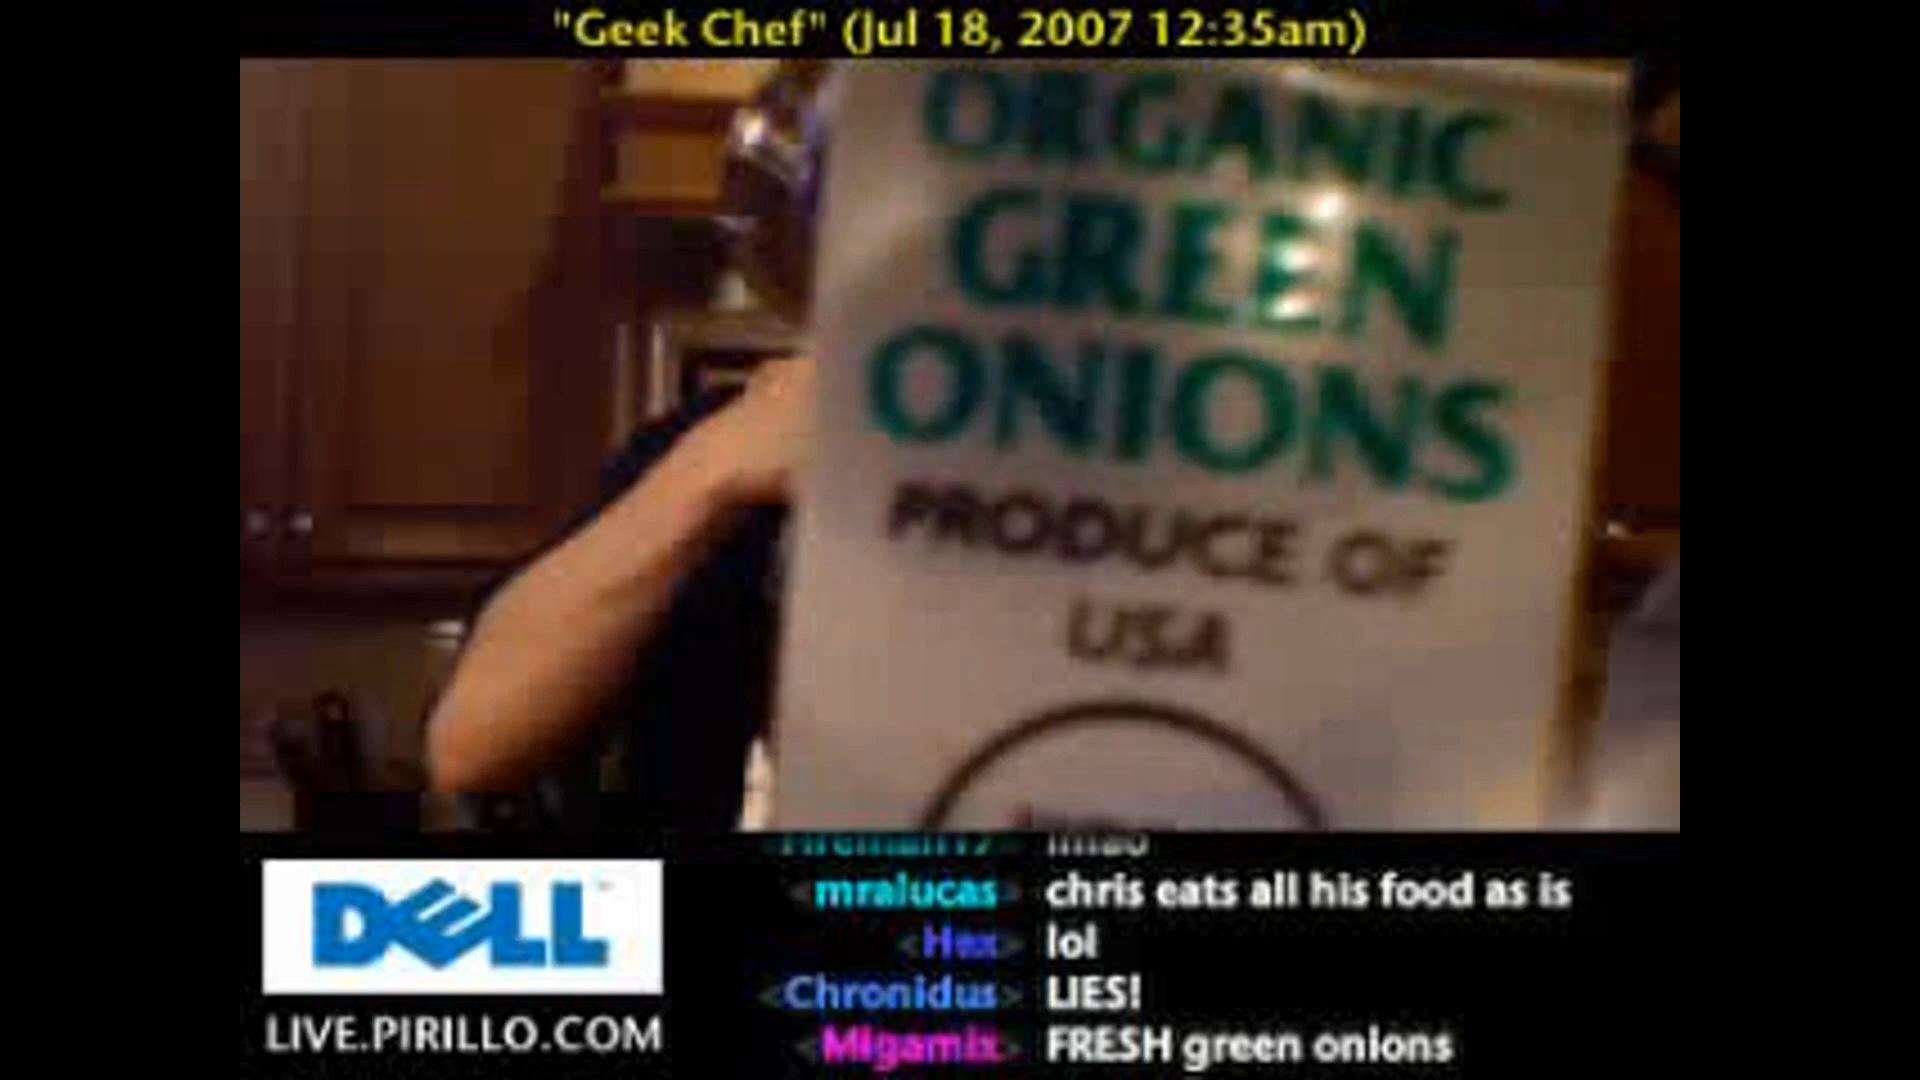 "Geek Chef" (Jul 18, 2007 12:35am)
ORGANIC
GREEN
ONIONS
PRODUCE OF
USA
DELL
LIVE.PIRILLO.COM
<mralucas> chris eats all his food as is
<Hex> lol
<Chronidus> LIES!
<Migamix> FRESH green onions